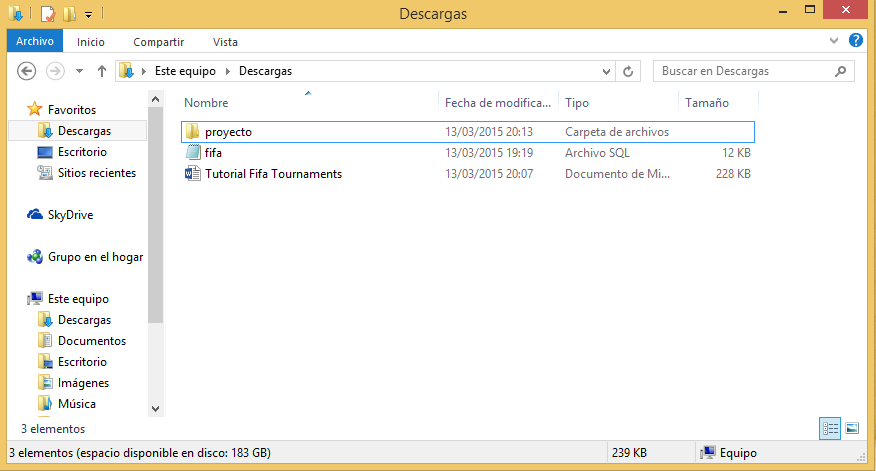 Descargas
Archivo Inicio Compartir Vista
Este equipo Descargas Buscar en Descargas
Nombre Fecha de modifica... Tipo Tamaño
proyecto 13/03/2015 20:13 Carpeta de archivos
fifa 13/03/2015 19:19 Archivo SQL 12 KB
Tutorial Fifa Tournaments 13/03/2015 20:07 Documento de Mi... 228 KB
Favoritos
Descargas
Escritorio
Sitios recientes
SkyDrive
Grupo en el hogar
Este equipo
Descargas
Documentos
Escritorio
Imágenes
Música
3 elementos
3 elementos (espacio disponible en disco: 183 GB) 239 KB Equipo